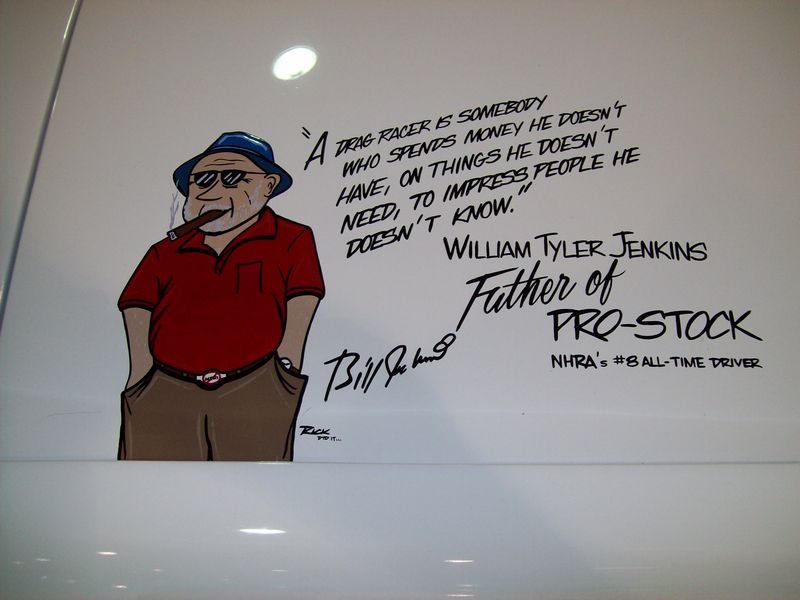 "A DRAG RACER IS SOMEBODY
WHO SPENDS MONEY HE DOESN'T
HAVE, ON THINGS HE DOESN'T
NEED, TO IMPRESS PEOPLE HE
DOESN'T KNOW."
WILLIAM TYLER JENKINS
Father of
PRO-STOCK
NHRA's #8 ALL-TIME DRIVER
Bill Jenkins
RICK
DID IT...